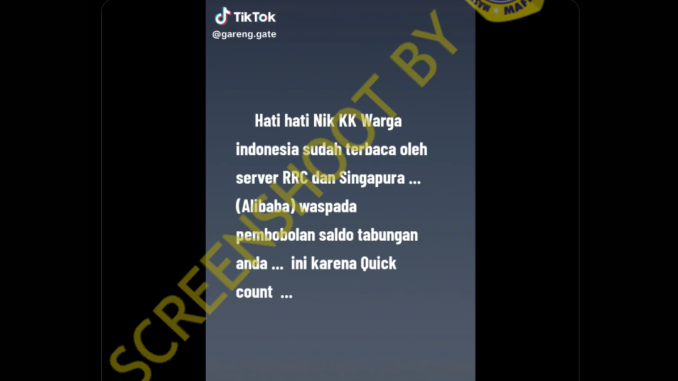 TikTok
@gareng.gate
Hati hati Nik KK Warga
indonesia sudah terbaca oleh
server RRC dan Singapura ...
(Alibaba) waspada
pembobolan saldo tabungan
anda ... ini karena Quick
count ...
SCREENSHOOT BY